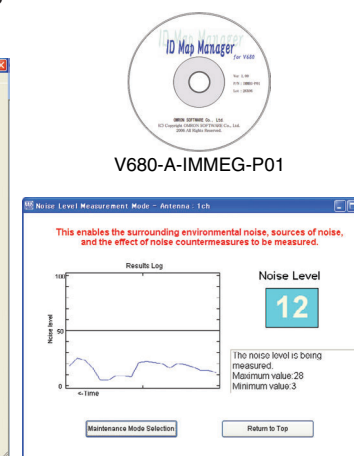 ID Map Manager
for V680
OMRON SOFTWARE Co., Ltd.
V680-A-IMMEG-P01
Noise Level Measurement Mode - Antenna : 1ch
This enables the surrounding environmental noise, sources of noise,
and the effect of noise countermeasures to be measured.
Results Log
Noise Level
100
50
0
Noise level
<-Time
12
The noise level is being
measured.
Maximum value:28
Minimum value:3
Maintenance Mode Selection
Return to Top